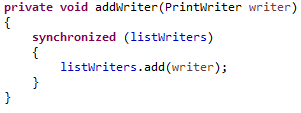 private void addWriter(PrintWriter writer)
{
    synchronized (listWriters)
    {
        listWriters.add(writer);
    }
}